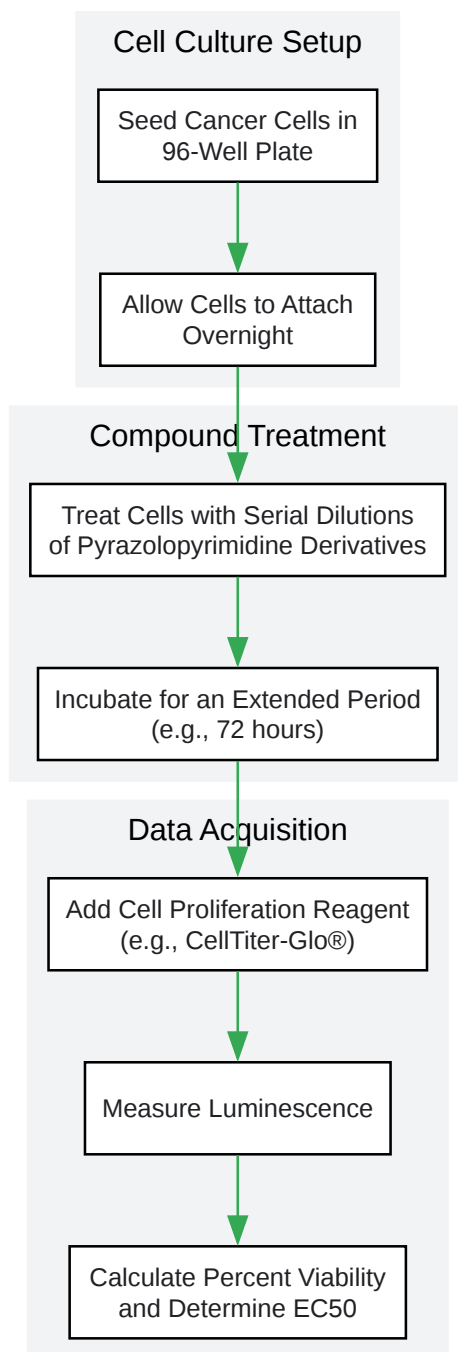 Cell Culture Setup
Seed Cancer Cells in
96-Well Plate
Allow Cells to Attach
Overnight
Compound Treatment
Treat Cells with Serial Dilutions
of Pyrazolopyrimidine Derivatives
Incubate for an Extended Period
(e.g., 72 hours)
Data Acquisition
Add Cell Proliferation Reagent
(e.g., CellTiter-Glo®)
Measure Luminescence
Calculate Percent Viability
and Determine EC50